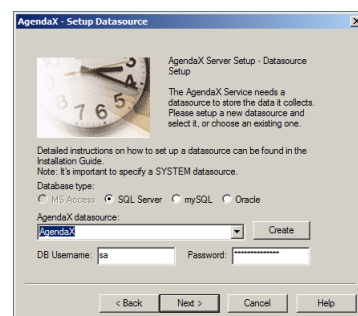 AgendaX - Setup Datasource
AgendaX Server Setup - Datasource
Setup
The AgendaX Service needs a
datasource to store the data it collects.
Please setup a new datasource and
select it, or choose an existing one.
Detailed instructions on how to set up a datasource can be found in the
Installation Guide.
Note: It's important to specify a SYSTEM datasource.
Database type:
MS Access SQL Server mySQL Oracle
AgendaX datasource:
AgendaX Create
DB Username: sa Password: **************
< Back Next > Cancel Help